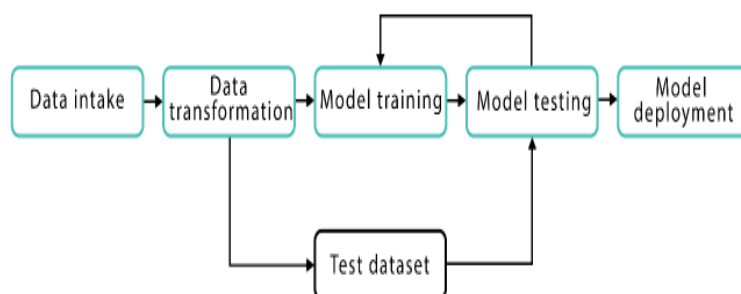 Data intake
Data
transformation
Model training
Model testing
Model
deployment
Test dataset